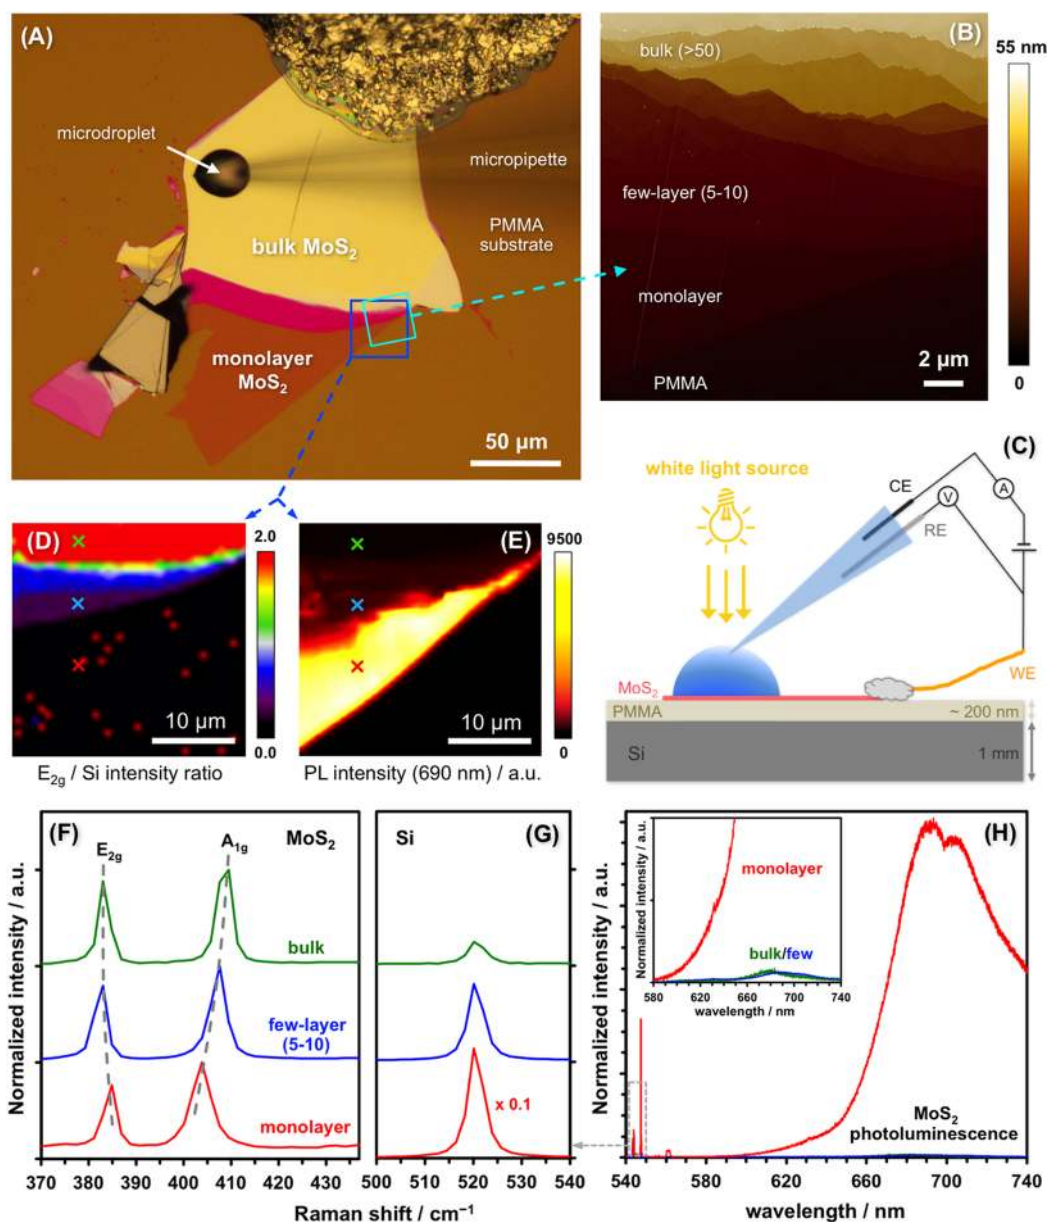 (A)
microdroplet
micropipette
PMMA
substrate
bulk MoS₂
monolayer
MoS₂
50 µm
(B)
bulk (>50)
few-layer (5-10)
monolayer
PMMA
2 µm
55 nm
0
(C)
white light source
CE
RE
A
V
WE
MoS₂
PMMA
~ 200 nm
Si
1 mm
(D)
2.0
0.0
10 µm
E₂g / Si intensity ratio
(E)
9500
0
10 µm
PL intensity (690 nm) / a.u.
(F)
E₂g
A₁g
MoS₂
bulk
few-layer
(5-10)
monolayer
Normalized intensity / a.u.
370 380 390 400 410 420 430
(G)
Si
x 0.1
500 510 520 530 540
Raman shift / cm⁻¹
(H)
Normalized intensity / a.u.
monolayer
bulk/few
Normalized intensity / a.u.
580 620 660 700 740
wavelength / nm
MoS₂
photoluminescence
540 580 620 660 700 740
wavelength / nm